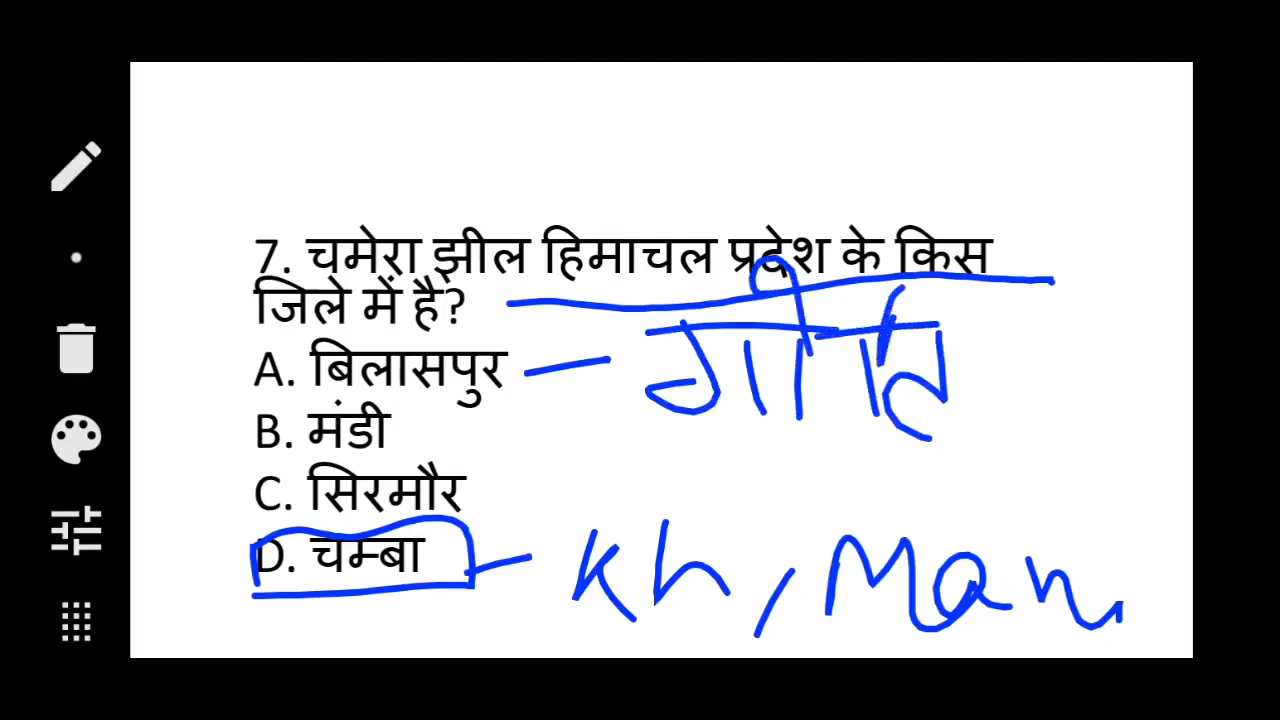 7. चमेरा झील हिमाचल प्रदेश के किस
जिले में है?
A. बिलासपुर - गोवि
B. मंडी
C. सिरमौर
D. चम्बा - Kh, Man